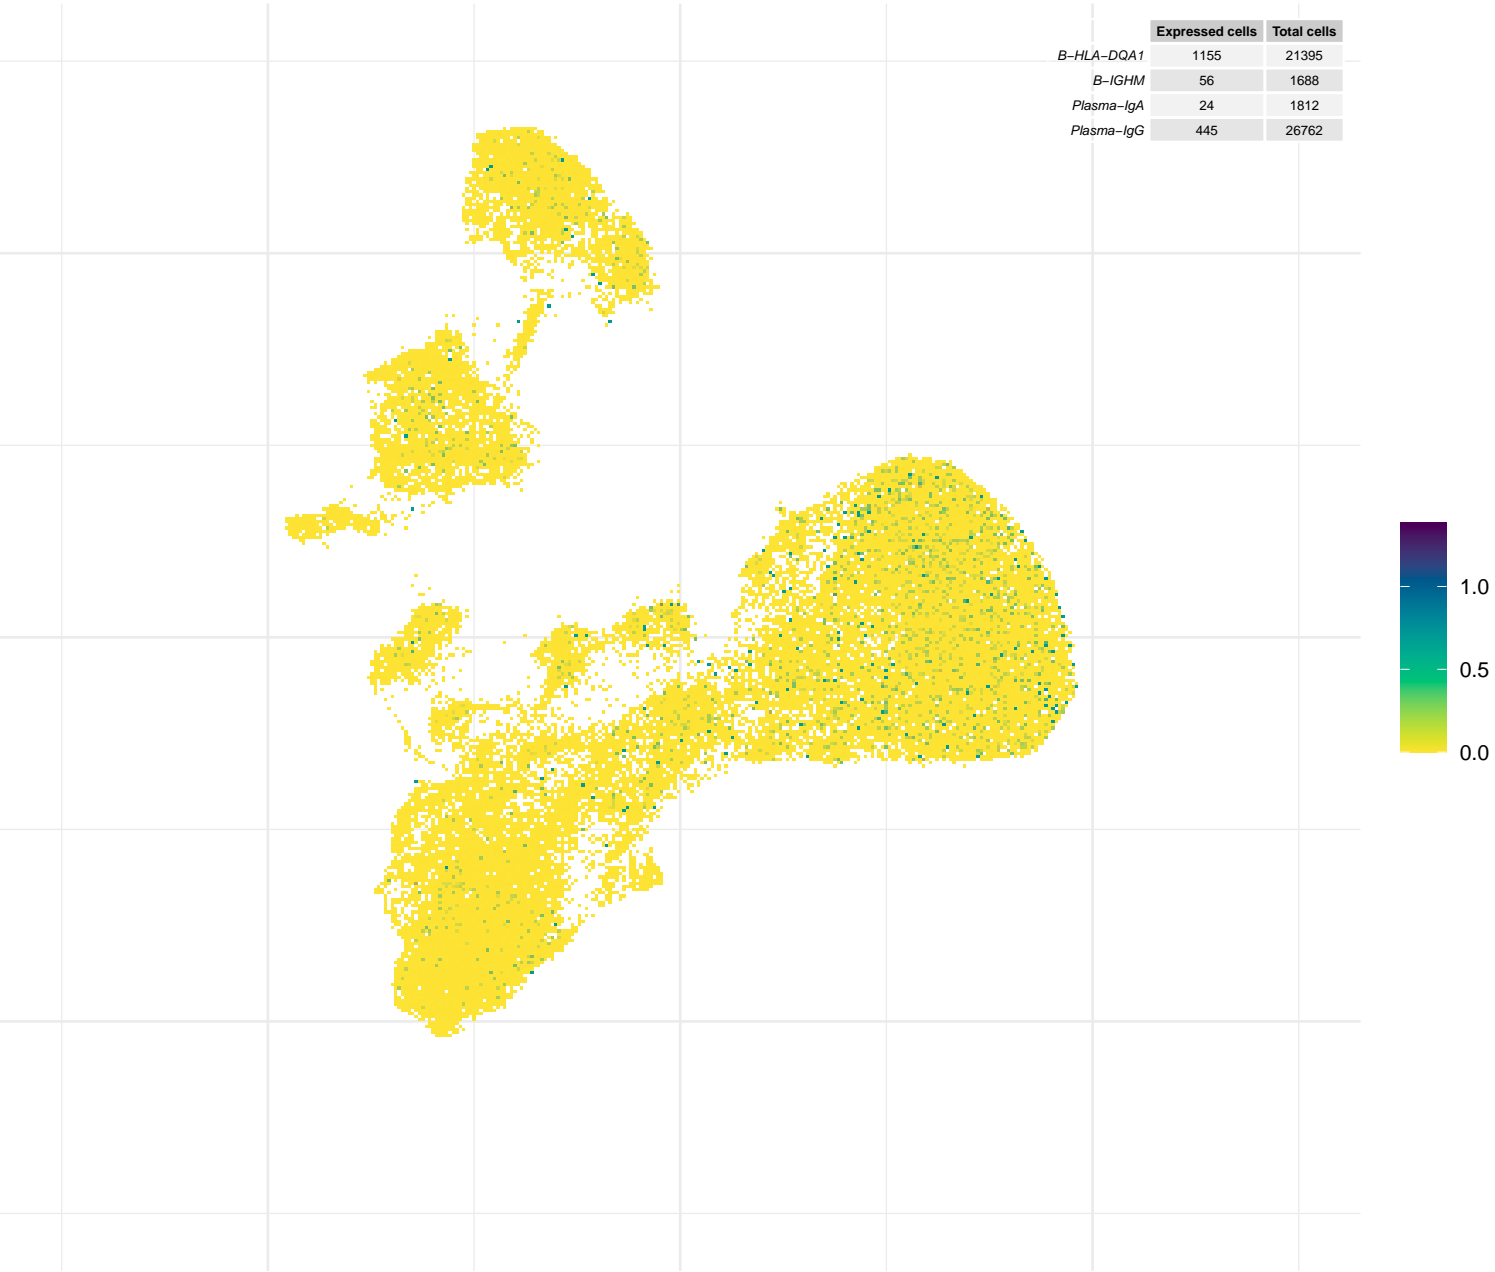 Expressed cells Total cells
B−HLA−DQA1 1155 21395
B−IGHM 56 1688
Plasma−IgA 24 1812
Plasma−IgG 445 26762
1.0
0.5
0.0